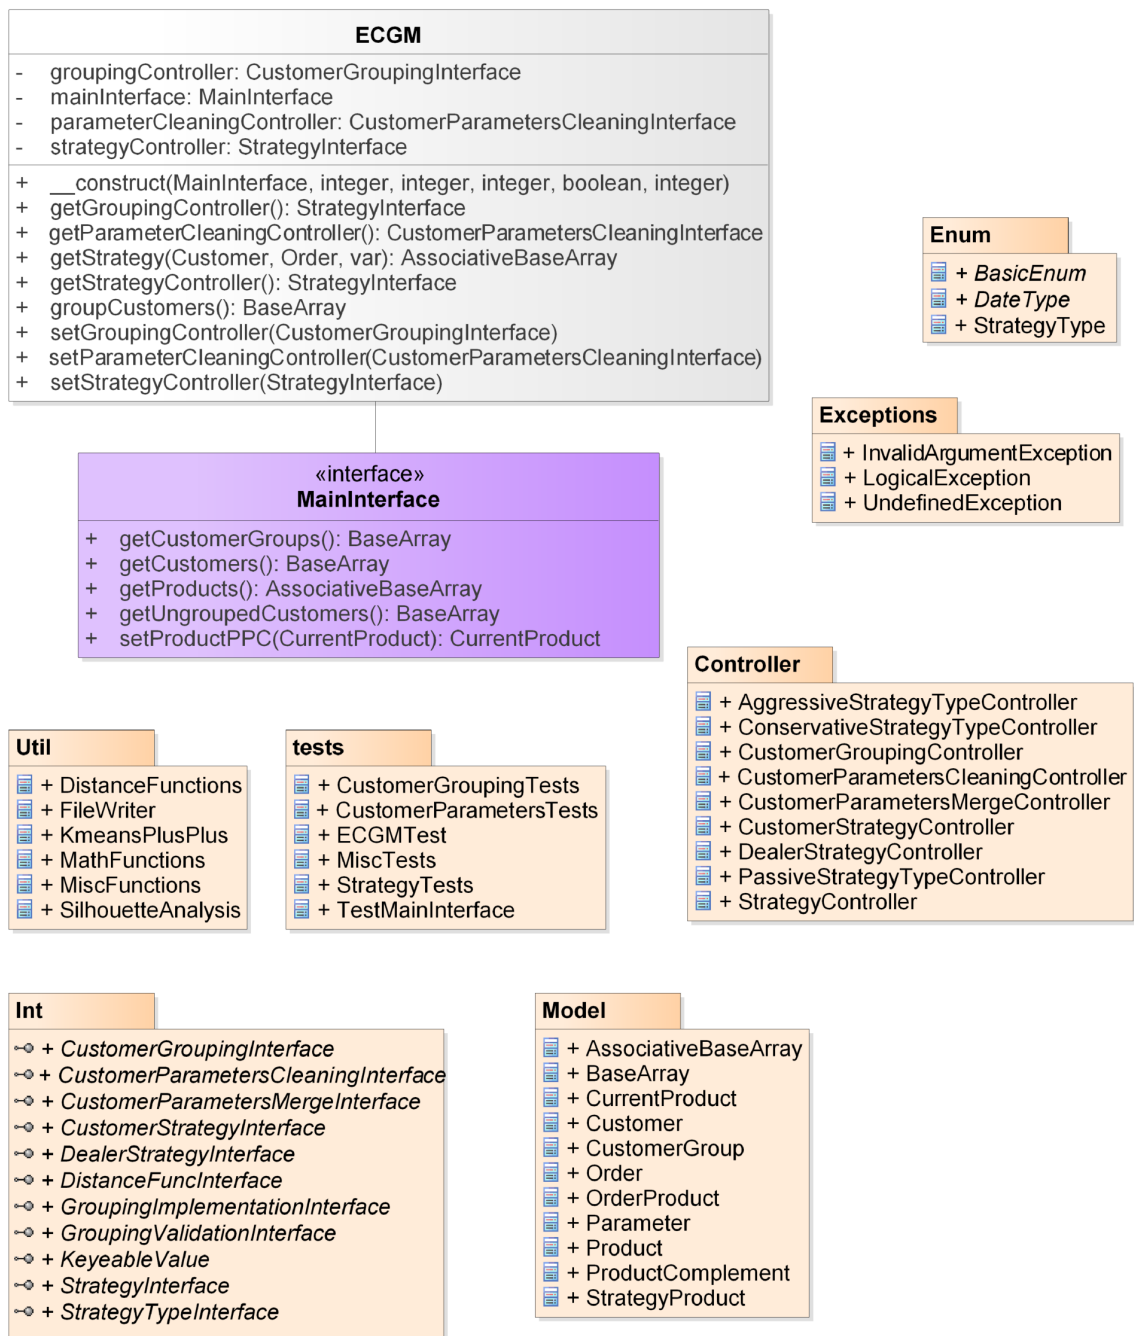 ECGM
- groupingController: CustomerGroupingInterface
- mainInterface: MainInterface
- parameterCleaningController: CustomerParametersCleaningInterface
- strategyController: StrategyInterface
+ __construct(MainInterface, integer, integer, integer, boolean, integer)
+ getGroupingController(): StrategyInterface
+ getParameterCleaningController(): CustomerParametersCleaningInterface
+ getStrategy(Customer, Order, var): AssociativeBaseArray
+ getStrategyController(): StrategyInterface
+ groupCustomers(): BaseArray
+ setGroupingController(CustomerGroupingInterface)
+ setParameterCleaningController(CustomerParametersCleaningInterface)
+ setStrategyController(StrategyInterface)
Enum
+ BasicEnum
+ DateType
+ StrategyType
Exceptions
+ InvalidArgumentException
+ LogicalException
+ UndefinedException
«interface»
MainInterface
+ getCustomerGroups(): BaseArray
+ getCustomers(): BaseArray
+ getProducts(): AssociativeBaseArray
+ getUngroupedCustomers(): BaseArray
+ setProductPPC(CurrentProduct): CurrentProduct
Controller
+ AggressiveStrategyTypeController
+ ConservativeStrategyTypeController
+ CustomerGroupingController
+ CustomerParametersCleaningController
+ CustomerParametersMergeController
+ CustomerStrategyController
+ DealerStrategyController
+ PassiveStrategyTypeController
+ StrategyController
Util
+ DistanceFunctions
+ FileWriter
+ KmeansPlusPlus
+ MathFunctions
+ MiscFunctions
+ SilhouetteAnalysis
tests
+ CustomerGroupingTests
+ CustomerParametersTests
+ ECGMTest
+ MiscTests
+ StrategyTests
+ TestMainInterface
Int
+ CustomerGroupingInterface
+ CustomerParametersCleaningInterface
+ CustomerParametersMergeInterface
+ CustomerStrategyInterface
+ DealerStrategyInterface
+ DistanceFuncInterface
+ GroupingImplementationInterface
+ GroupingValidationInterface
+ KeyeableValue
+ StrategyInterface
+ StrategyTypeInterface
Model
+ AssociativeBaseArray
+ BaseArray
+ CurrentProduct
+ Customer
+ CustomerGroup
+ Order
+ OrderProduct
+ Parameter
+ Product
+ ProductComplement
+ StrategyProduct